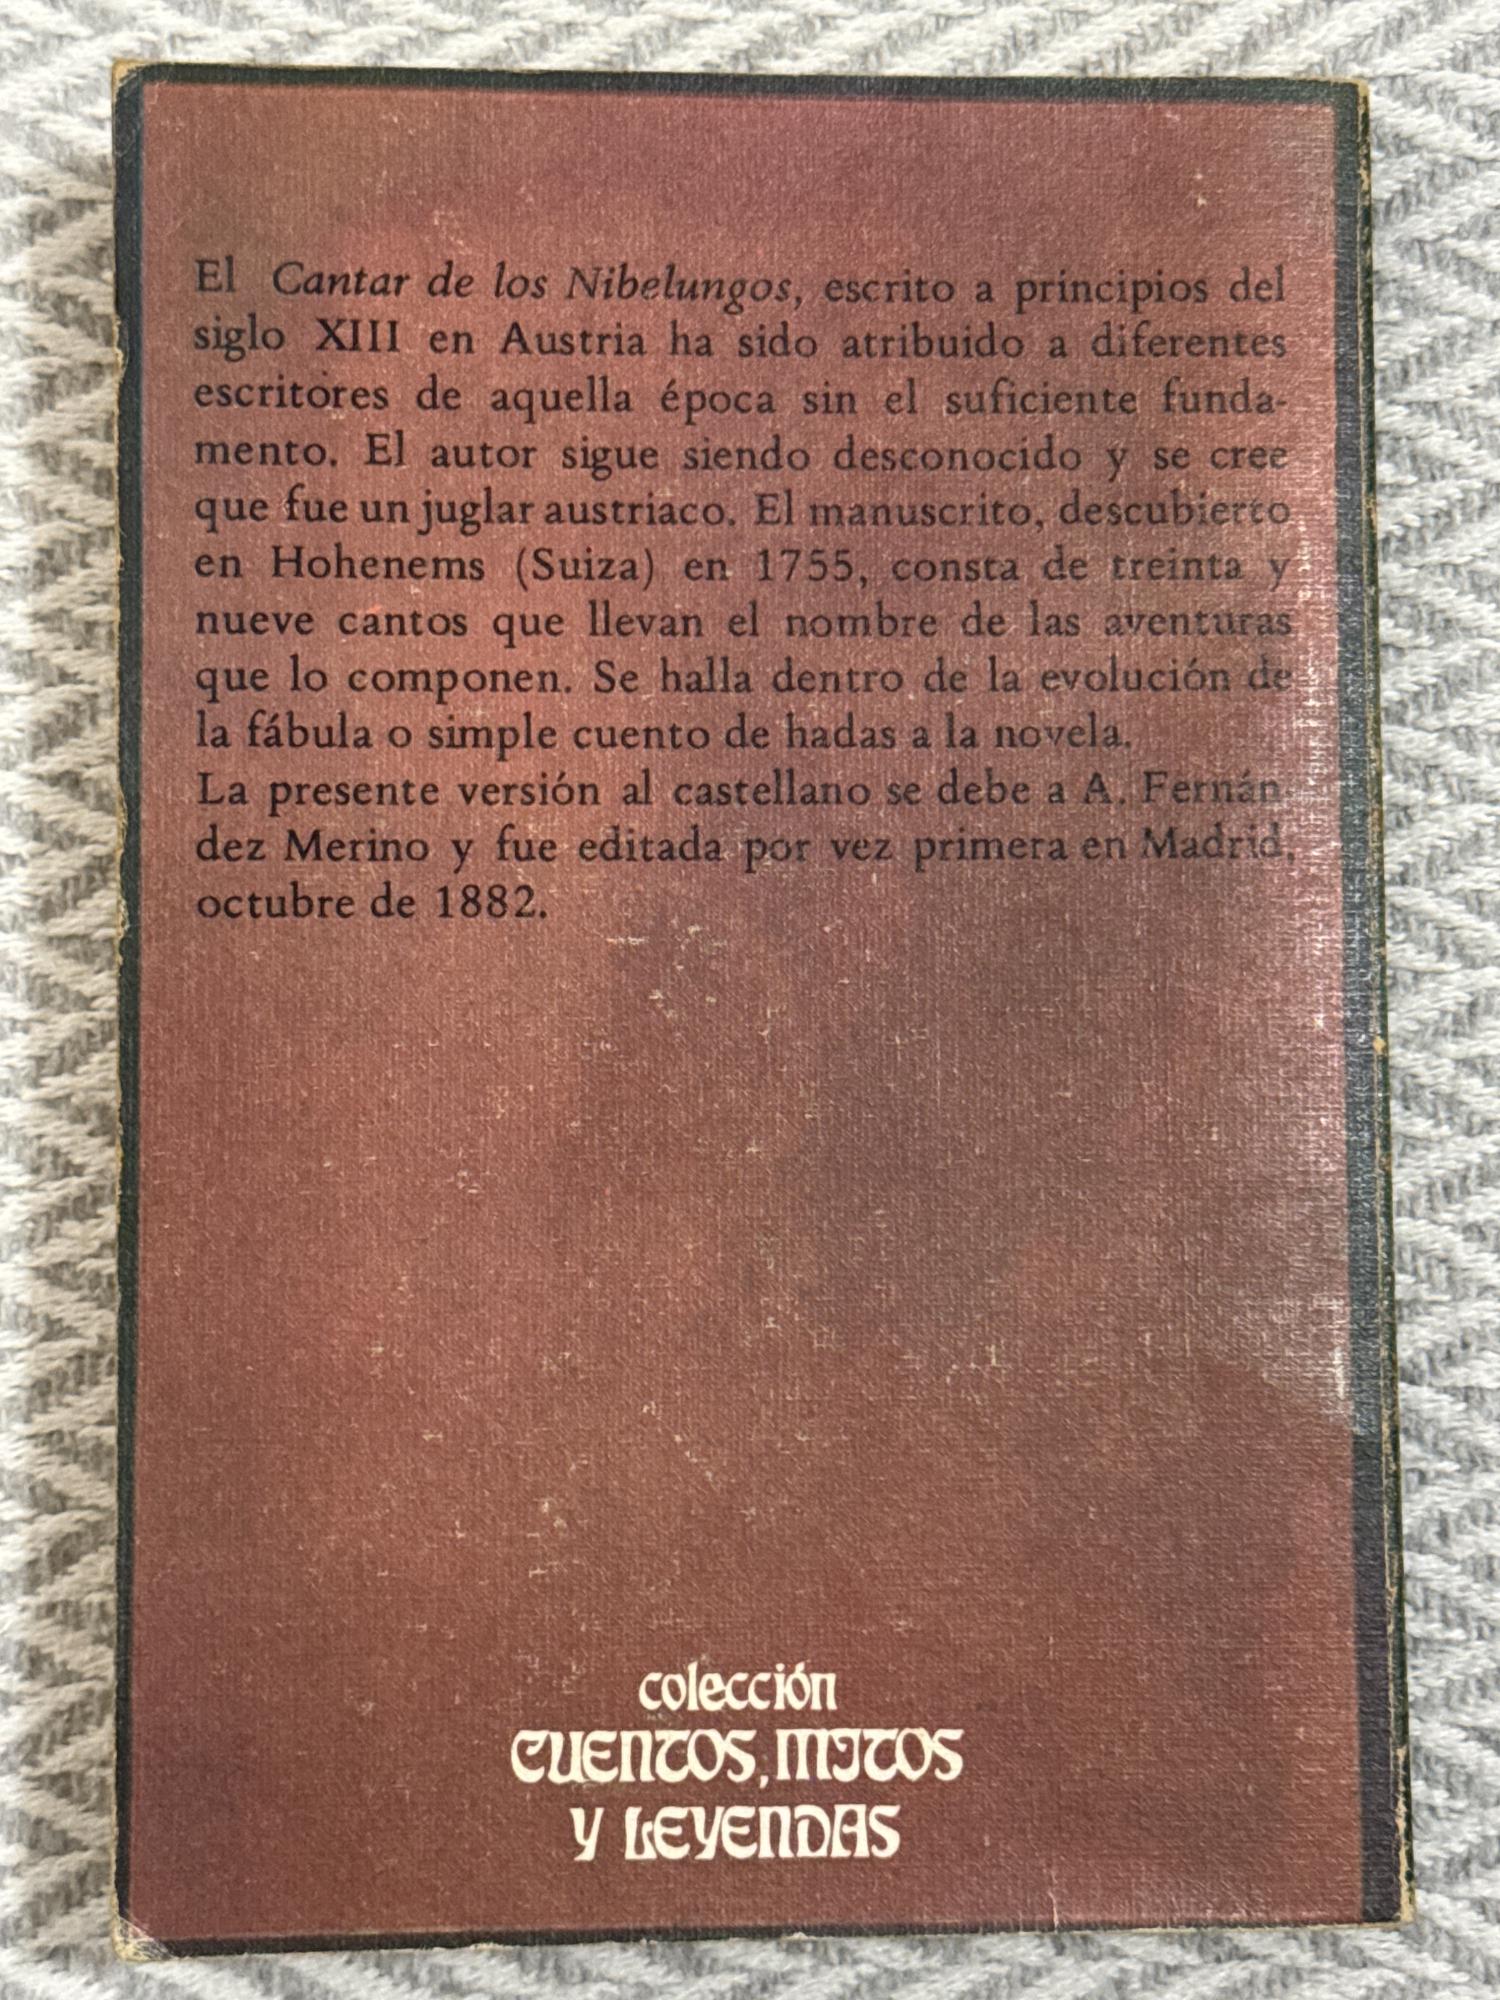 El Cantar de los Nibelungos, escrito a principios del
siglo XIII en Austria ha sido atribuido a diferentes
escritores de aquella época sin el suficiente funda-
mento. El autor sigue siendo desconocido y se cree
que fue un juglar austriaco. El manuscrito, descubierto
en Hohenems (Suiza) en 1755, consta de treinta y
nueve cantos que llevan el nombre de las aventuras
que lo componen. Se halla dentro de la evolución de
la fábula o simple cuento de hadas a la novela.
La presente versión al castellano se debe a A. Fernán-
dez Merino y fue editada por vez primera en Madrid,
octubre de 1882.
colección
CUENTOS, MITOS
Y LEYENDAS